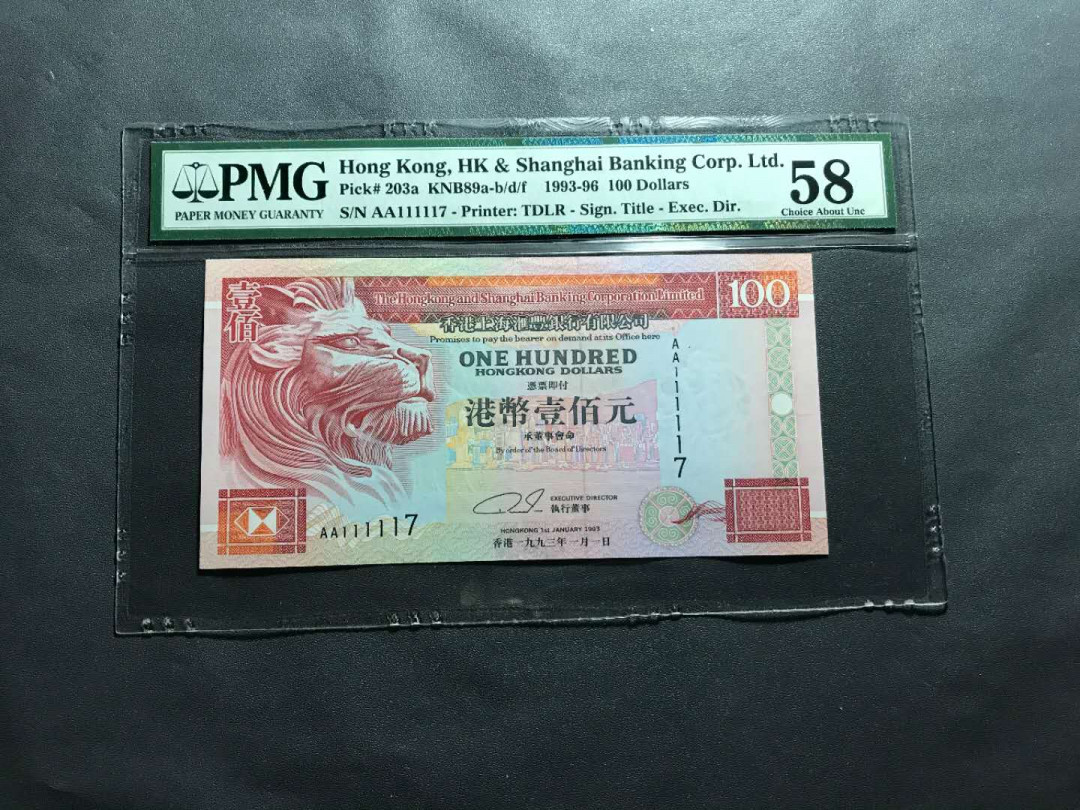 PMG
PAPER MONEY GUARANTY
Hong Kong, HK & Shanghai Banking Corp. Ltd.
Pick# 203a KNB89a-b/d/f 1993-96 100 Dollars
S/N AA111117 - Printer: TDLR - Sign. Title - Exec. Dir.
58
Choice About Unc
壹佰
The Hongkong and Shanghai Banking Corporation Limited
100
香港上海滙豐銀行有限公司
Promises to pay the bearer on demand at its Office here
ONE HUNDRED
HONGKONG DOLLARS
憑票即付
港幣壹佰元
承董事會命
By order of the Board of Directors
AA111117
EXECUTIVE DIRECTOR
執行董事
AA111117
HONGKONG 1st JANUARY 1993
香港一九九三年一月一日